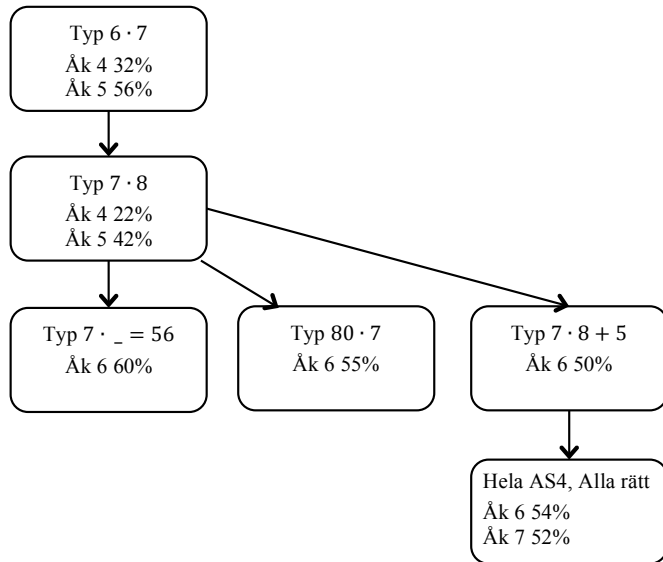 Typ 6 · 7
Åk 4 32%
Åk 5 56%
Typ 7 · 8
Åk 4 22%
Åk 5 42%
Typ 7 · _ = 56
Åk 6 60%
Typ 80 · 7
Åk 6 55%
Typ 7 · 8 + 5
Åk 6 50%
Hela AS4, Alla rätt
Åk 6 54%
Åk 7 52%